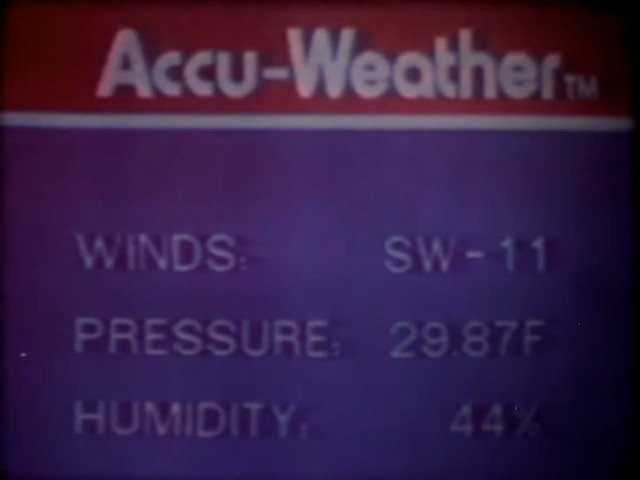 Accu-Weather™
WINDS: SW-11
PRESSURE: 29.87F
HUMIDITY: 44%